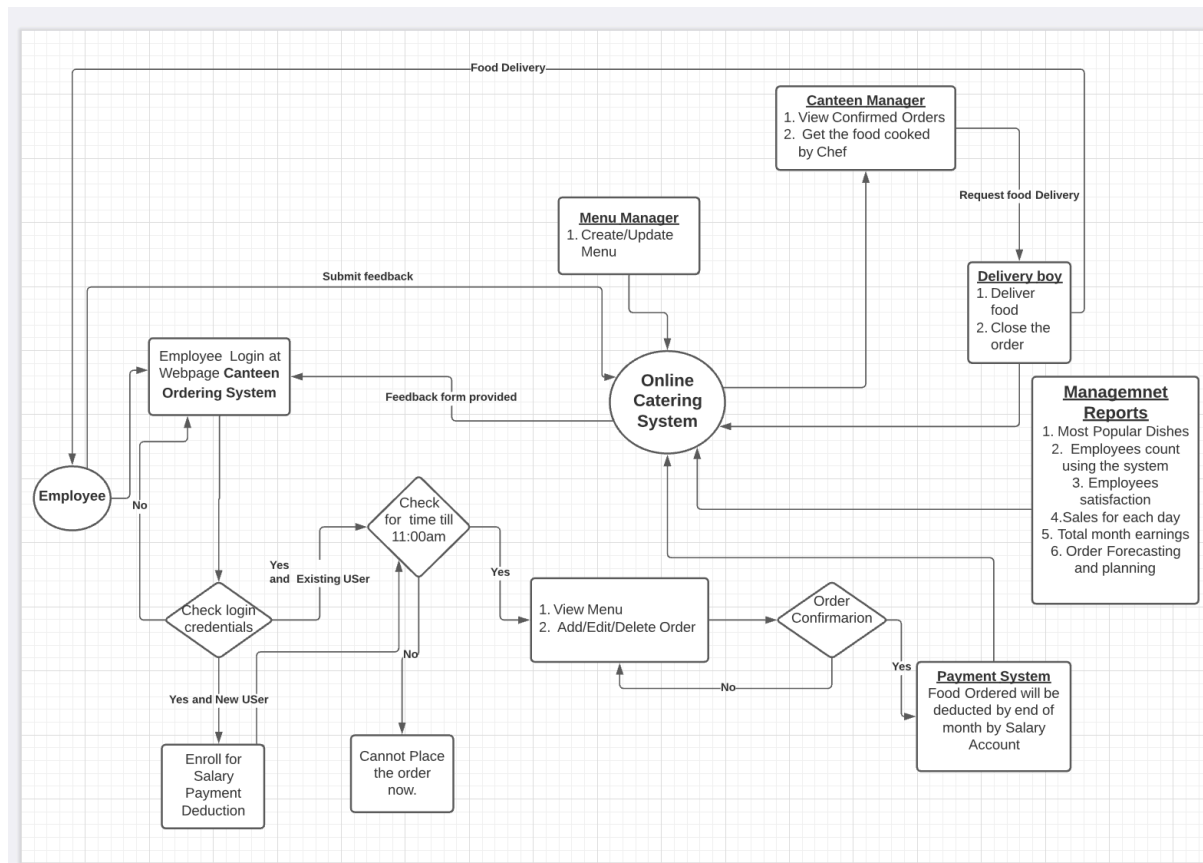 Food Delivery
Canteen Manager
1. View Confirmed Orders
2. Get the food cooked
by Chef
Request food Delivery
Menu Manager
1. Create/Update
Menu
Delivery boy
1. Deliver
food
2. Close the
order
Submit feedback
Employee Login at
Webpage Canteen
Ordering System
Feedback form provided
Online
Catering
System
Managemnet
Reports
1. Most Popular Dishes
2. Employees count
using the system
3. Employees
satisfaction
4.Sales for each day
5. Total month earnings
6. Order Forecasting
and planning
Employee
No
Check
for time till
11:00am
Yes
and Existing USer
Yes
Check login
credentials
1. View Menu
2. Add/Edit/Delete Order
Order
Confirmarion
No
Yes
No
Yes and New USer
Payment System
Food Ordered will be
deducted by end of
month by Salary
Account
Enroll for
Salary
Payment
Deduction
Cannot Place
the order
now.